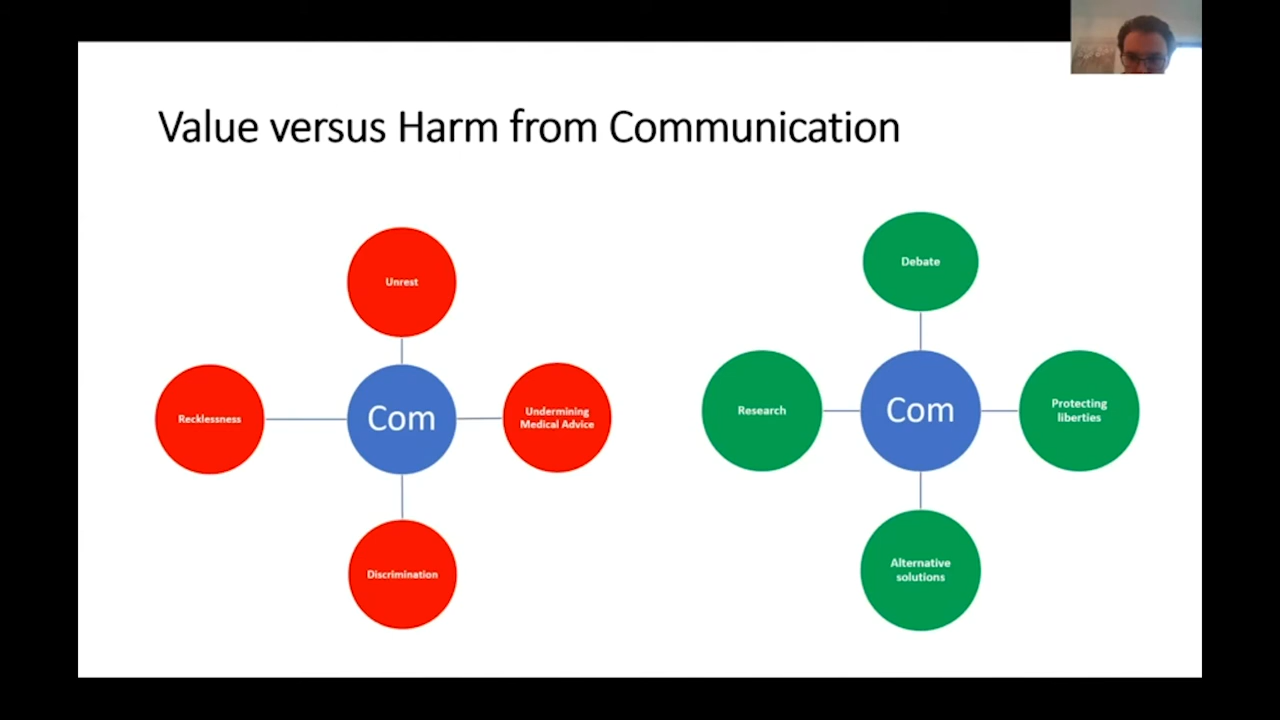 Value versus Harm from Communication
Unrest
Recklessness
Com
Undermining
Medical Advice
Discrimination
Debate
Research
Com
Protecting
liberties
Alternative
solutions